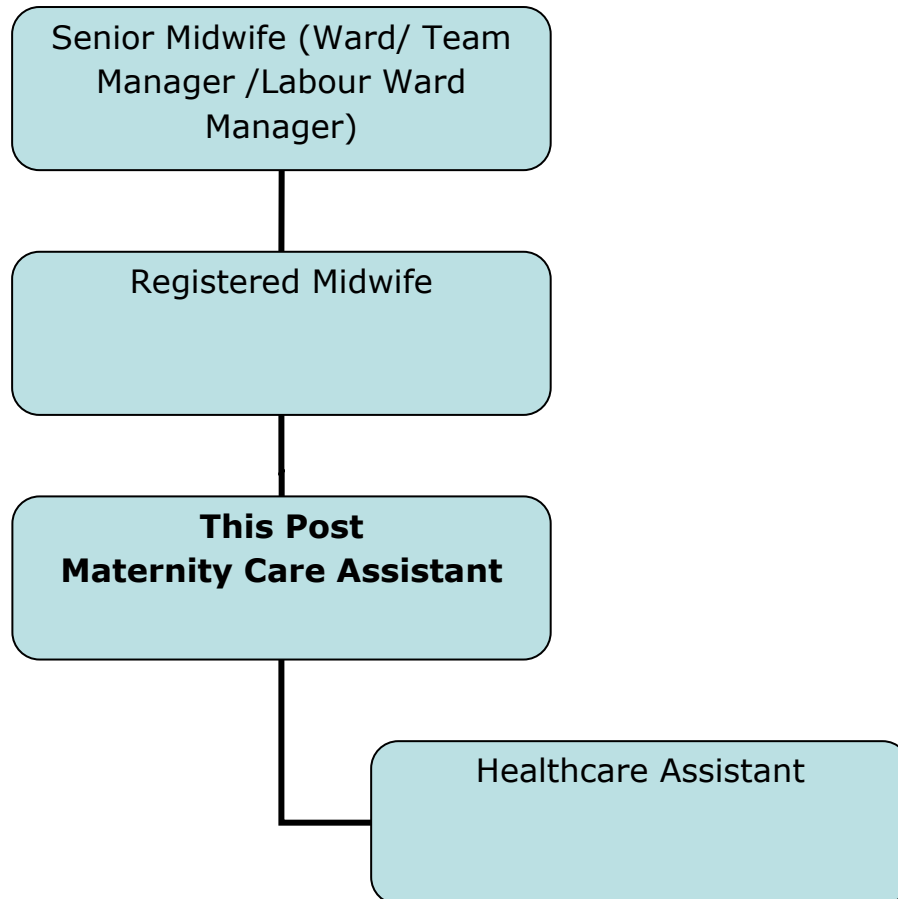 Senior Midwife (Ward/ Team
Manager /Labour Ward
Manager)
Registered Midwife
This Post
Maternity Care Assistant
Healthcare Assistant